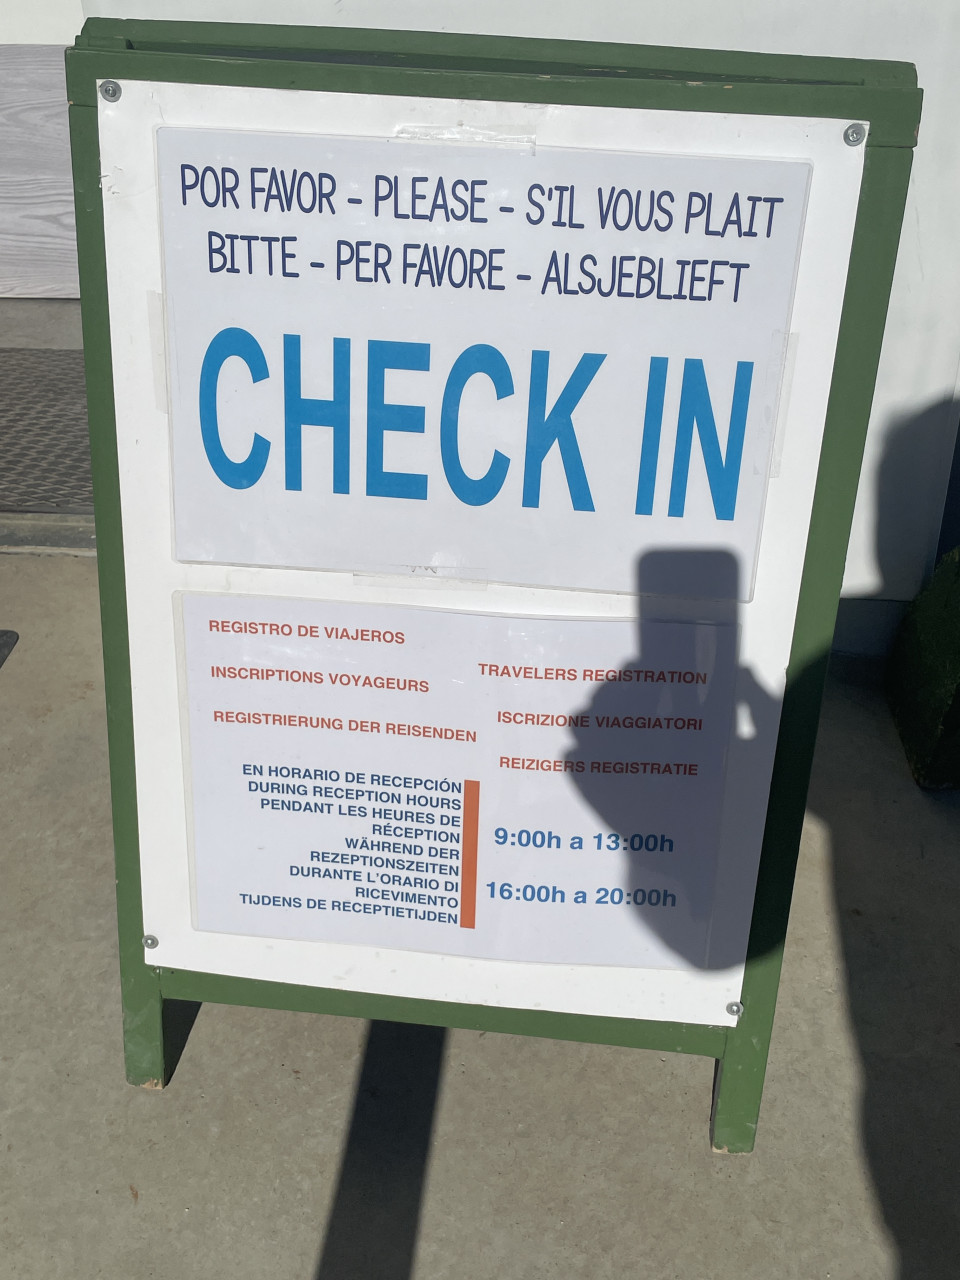 POR FAVOR - PLEASE - S'IL VOUS PLAIT
BITTE - PER FAVORE - ALSJEBLIEFT
CHECK IN
REGISTRO DE VIAJEROS
TRAVELERS REGISTRATION
INSCRIPTIONS VOYAGEURS
ISCRIZIONE VIAGGIATORI
REGISTRIERUNG DER REISENDEN
REIZIGERS REGISTRATIE
EN HORARIO DE RECEPCIÓN
DURING RECEPTION HOURS
PENDANT LES HEURES DE
RÉCEPTION
WÄHREND DER
REZEPTIONSZEITEN
DURANTE L'ORARIO DI
RICEVIMENTO
TIJDENS DE RECEPTIETIJDEN
9:00h a 13:00h
16:00h a 20:00h